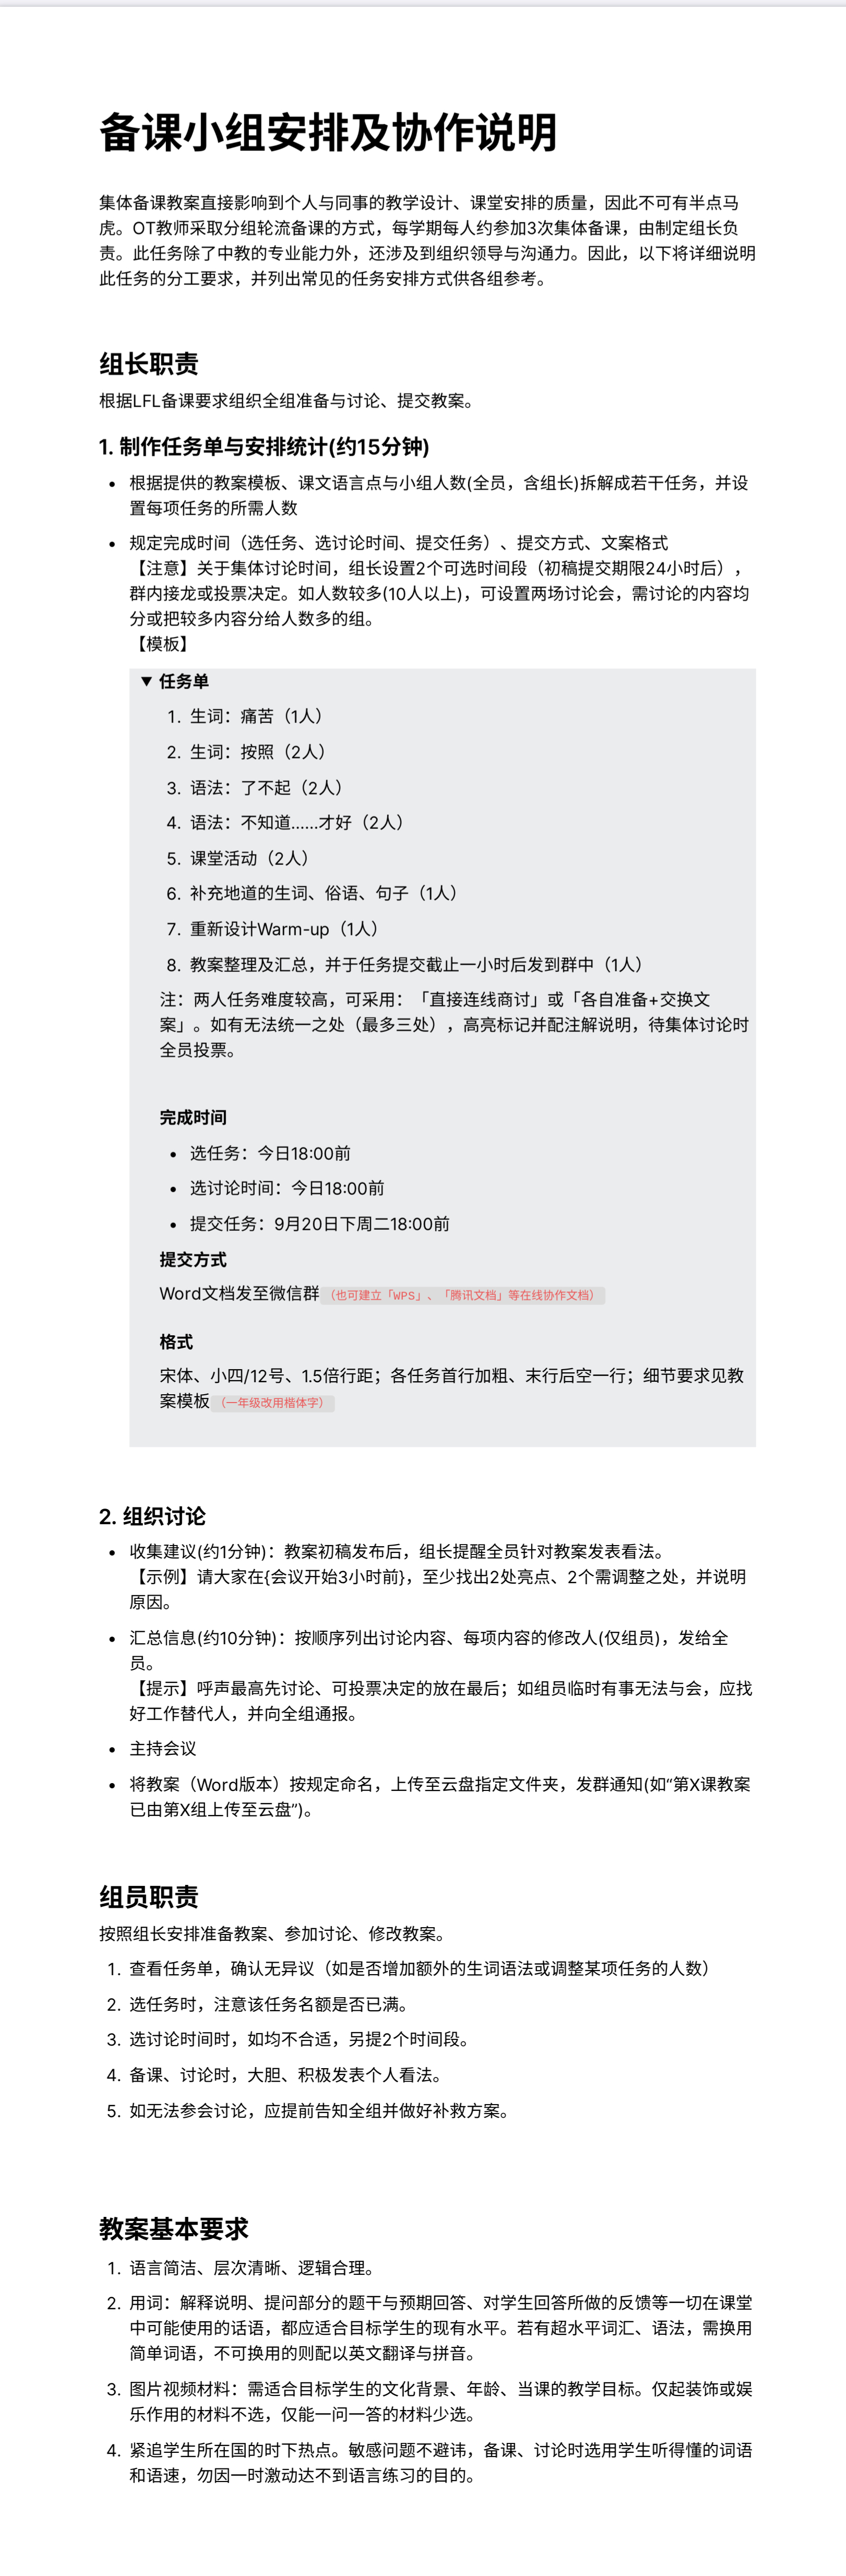 备课小组安排及协作说明
集体备课教案直接影响到个人与同事的教学设计、课堂安排的质量，因此不可有半点马
虎。OT教师采取分组轮流备课的方式，每学期每人约参加3次集体备课，由制定组长负
责。此任务除了中教的专业能力外，还涉及到组织领导与沟通力。因此，以下将详细说明
此任务的分工要求，并列出常见的任务安排方式供各组参考。
组长职责
根据LFL备课要求组织全组准备与讨论、提交教案。
1. 制作任务单与安排统计(约15分钟)
• 根据提供的教案模板、课文语言点与小组人数(全员，含组长)拆解成若干任务，并设
置每项任务的所需人数
• 规定完成时间（选任务、选讨论时间、提交任务）、提交方式、文案格式
【注意】关于集体讨论时间，组长设置2个可选时间段（初稿提交期限24小时后），
群内接龙或投票决定。如人数较多(10人以上)，可设置两场讨论会，需讨论的内容均
分或把较多内容分给人数多的组。
【模板】
▼ 任务单
1. 生词：痛苦（1人）
2. 生词：按照（2人）
3. 语法：了不起（2人）
4. 语法：不知道……才好（2人）
5. 课堂活动（2人）
6. 补充地道的生词、俗语、句子（1人）
7. 重新设计Warm-up（1人）
8. 教案整理及汇总，并于任务提交截止一小时后发到群中（1人）
注：两人任务难度较高，可采用：「直接连线商讨」或「各自准备+交换文
案」。如有无法统一之处（最多三处），高亮标记并配注解说明，待集体讨论时
全员投票。
完成时间
• 选任务：今日18:00前
• 选讨论时间：今日18:00前
• 提交任务：9月20日下周二18:00前
提交方式
Word文档发至微信群（也可建立「WPS」、「腾讯文档」等在线协作文档）
格式
宋体、小四/12号、1.5倍行距；各任务首行加粗、末行后空一行；细节要求见教
案模板（一年级改用楷体字）
2. 组织讨论
• 收集建议(约1分钟)：教案初稿发布后，组长提醒全员针对教案发表看法。
【示例】请大家在{会议开始3小时前}，至少找出2处亮点、2个需调整之处，并说明
原因。
• 汇总信息(约10分钟)：按顺序列出讨论内容、每项内容的修改人(仅组员)，发给全
员。
【提示】呼声最高先讨论、可投票决定的放在最后；如组员临时有事无法与会，应找
好工作替代人，并向全组通报。
• 主持会议
• 将教案（Word版本）按规定命名，上传至云盘指定文件夹，发群通知(如“第X课教案
已由第X组上传至云盘”)。
组员职责
按照组长安排准备教案、参加讨论、修改教案。
1. 查看任务单，确认无异议（如是否增加额外的生词语法或调整某项任务的人数）
2. 选任务时，注意该任务名额是否已满。
3. 选讨论时间时，如均不合适，另提2个时间段。
4. 备课、讨论时，大胆、积极发表个人看法。
5. 如无法参会讨论，应提前告知全组并做好补救方案。
教案基本要求
1. 语言简洁、层次清晰、逻辑合理。
2. 用词：解释说明、提问部分的题干与预期回答、对学生回答所做的反馈等一切在课堂
中可能使用的话语，都应适合目标学生的现有水平。若有超水平词汇、语法，需换用
简单词语，不可换用的则配以英文翻译与拼音。
3. 图片视频材料：需适合目标学生的文化背景、年龄、当课的教学目标。仅起装饰或娱
乐作用的材料不选，仅能一问一答的材料少选。
4. 紧追学生所在国的时下热点。敏感问题不避讳，备课、讨论时选用学生听得懂的词语
和语速，勿因一时激动达不到语言练习的目的。